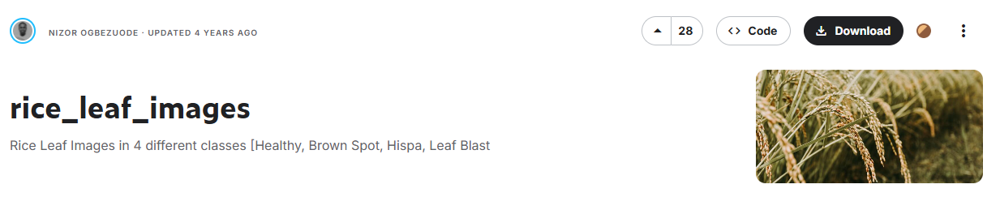 NIZOR OGBEZUODE · UPDATED 4 YEARS AGO
28
Code
Download
rice_leaf_images
Rice Leaf Images in 4 different classes [Healthy, Brown Spot, Hispa, Leaf Blast